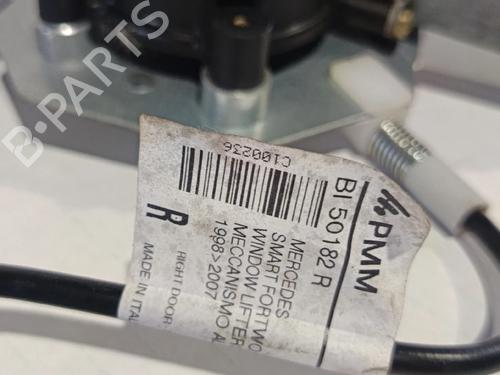 B-PARTS
PMM
BI 50182 R
C100236
MERCEDES
SMART FORTWO
WINDOW LIFTER
MECCANISMO AL
1998>2007
R
RIGHT DOOR
MADE IN ITAL